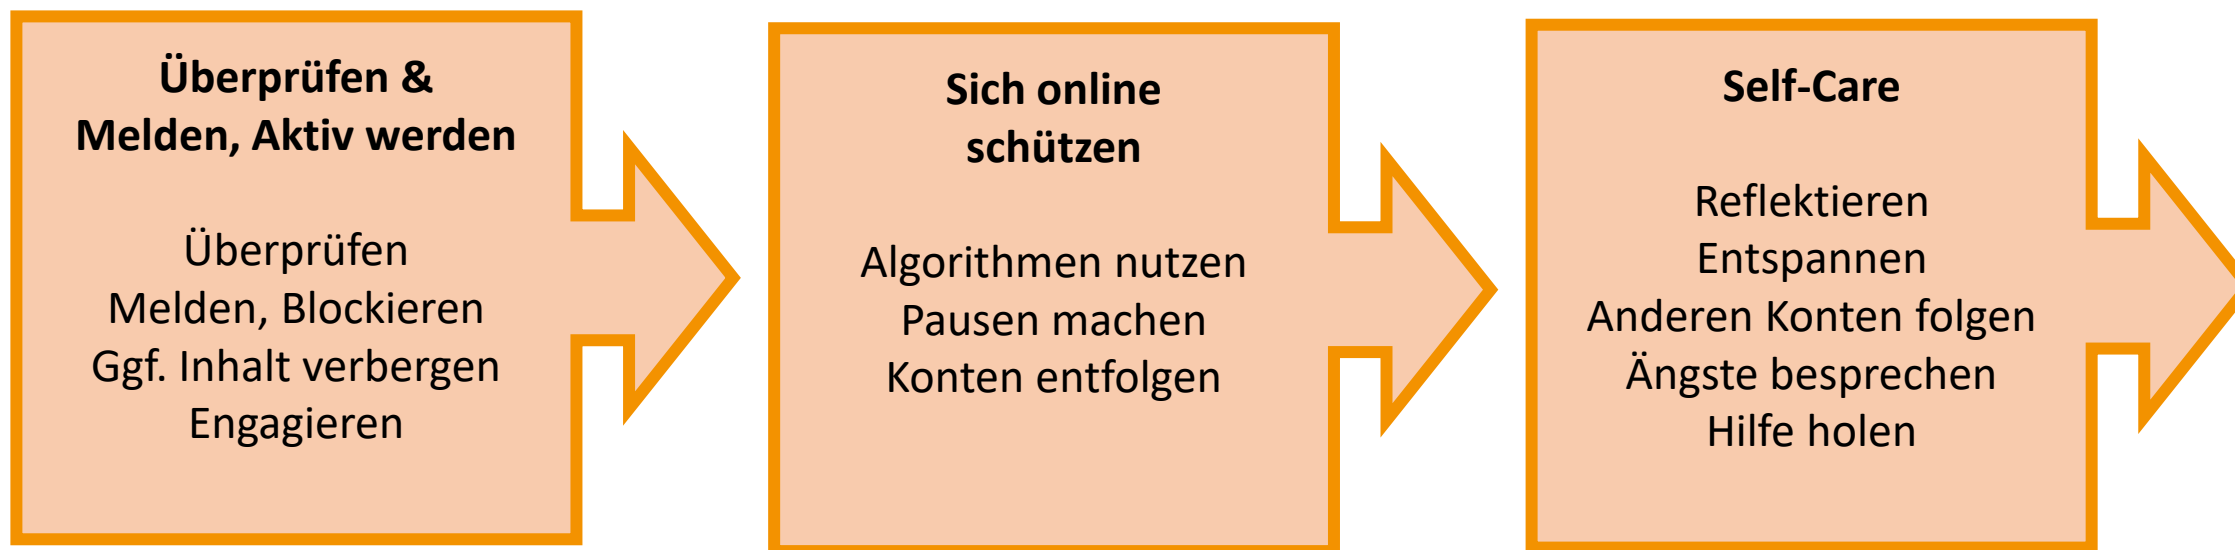 Überprüfen &
Melden, Aktiv werden
Überprüfen
Melden, Blockieren
Ggf. Inhalt verbergen
Engagieren
Sich online
schützen
Algorithmen nutzen
Pausen machen
Konten entfolgen
Self-Care
Reflektieren
Entspannen
Anderen Konten folgen
Ängste besprechen
Hilfe holen